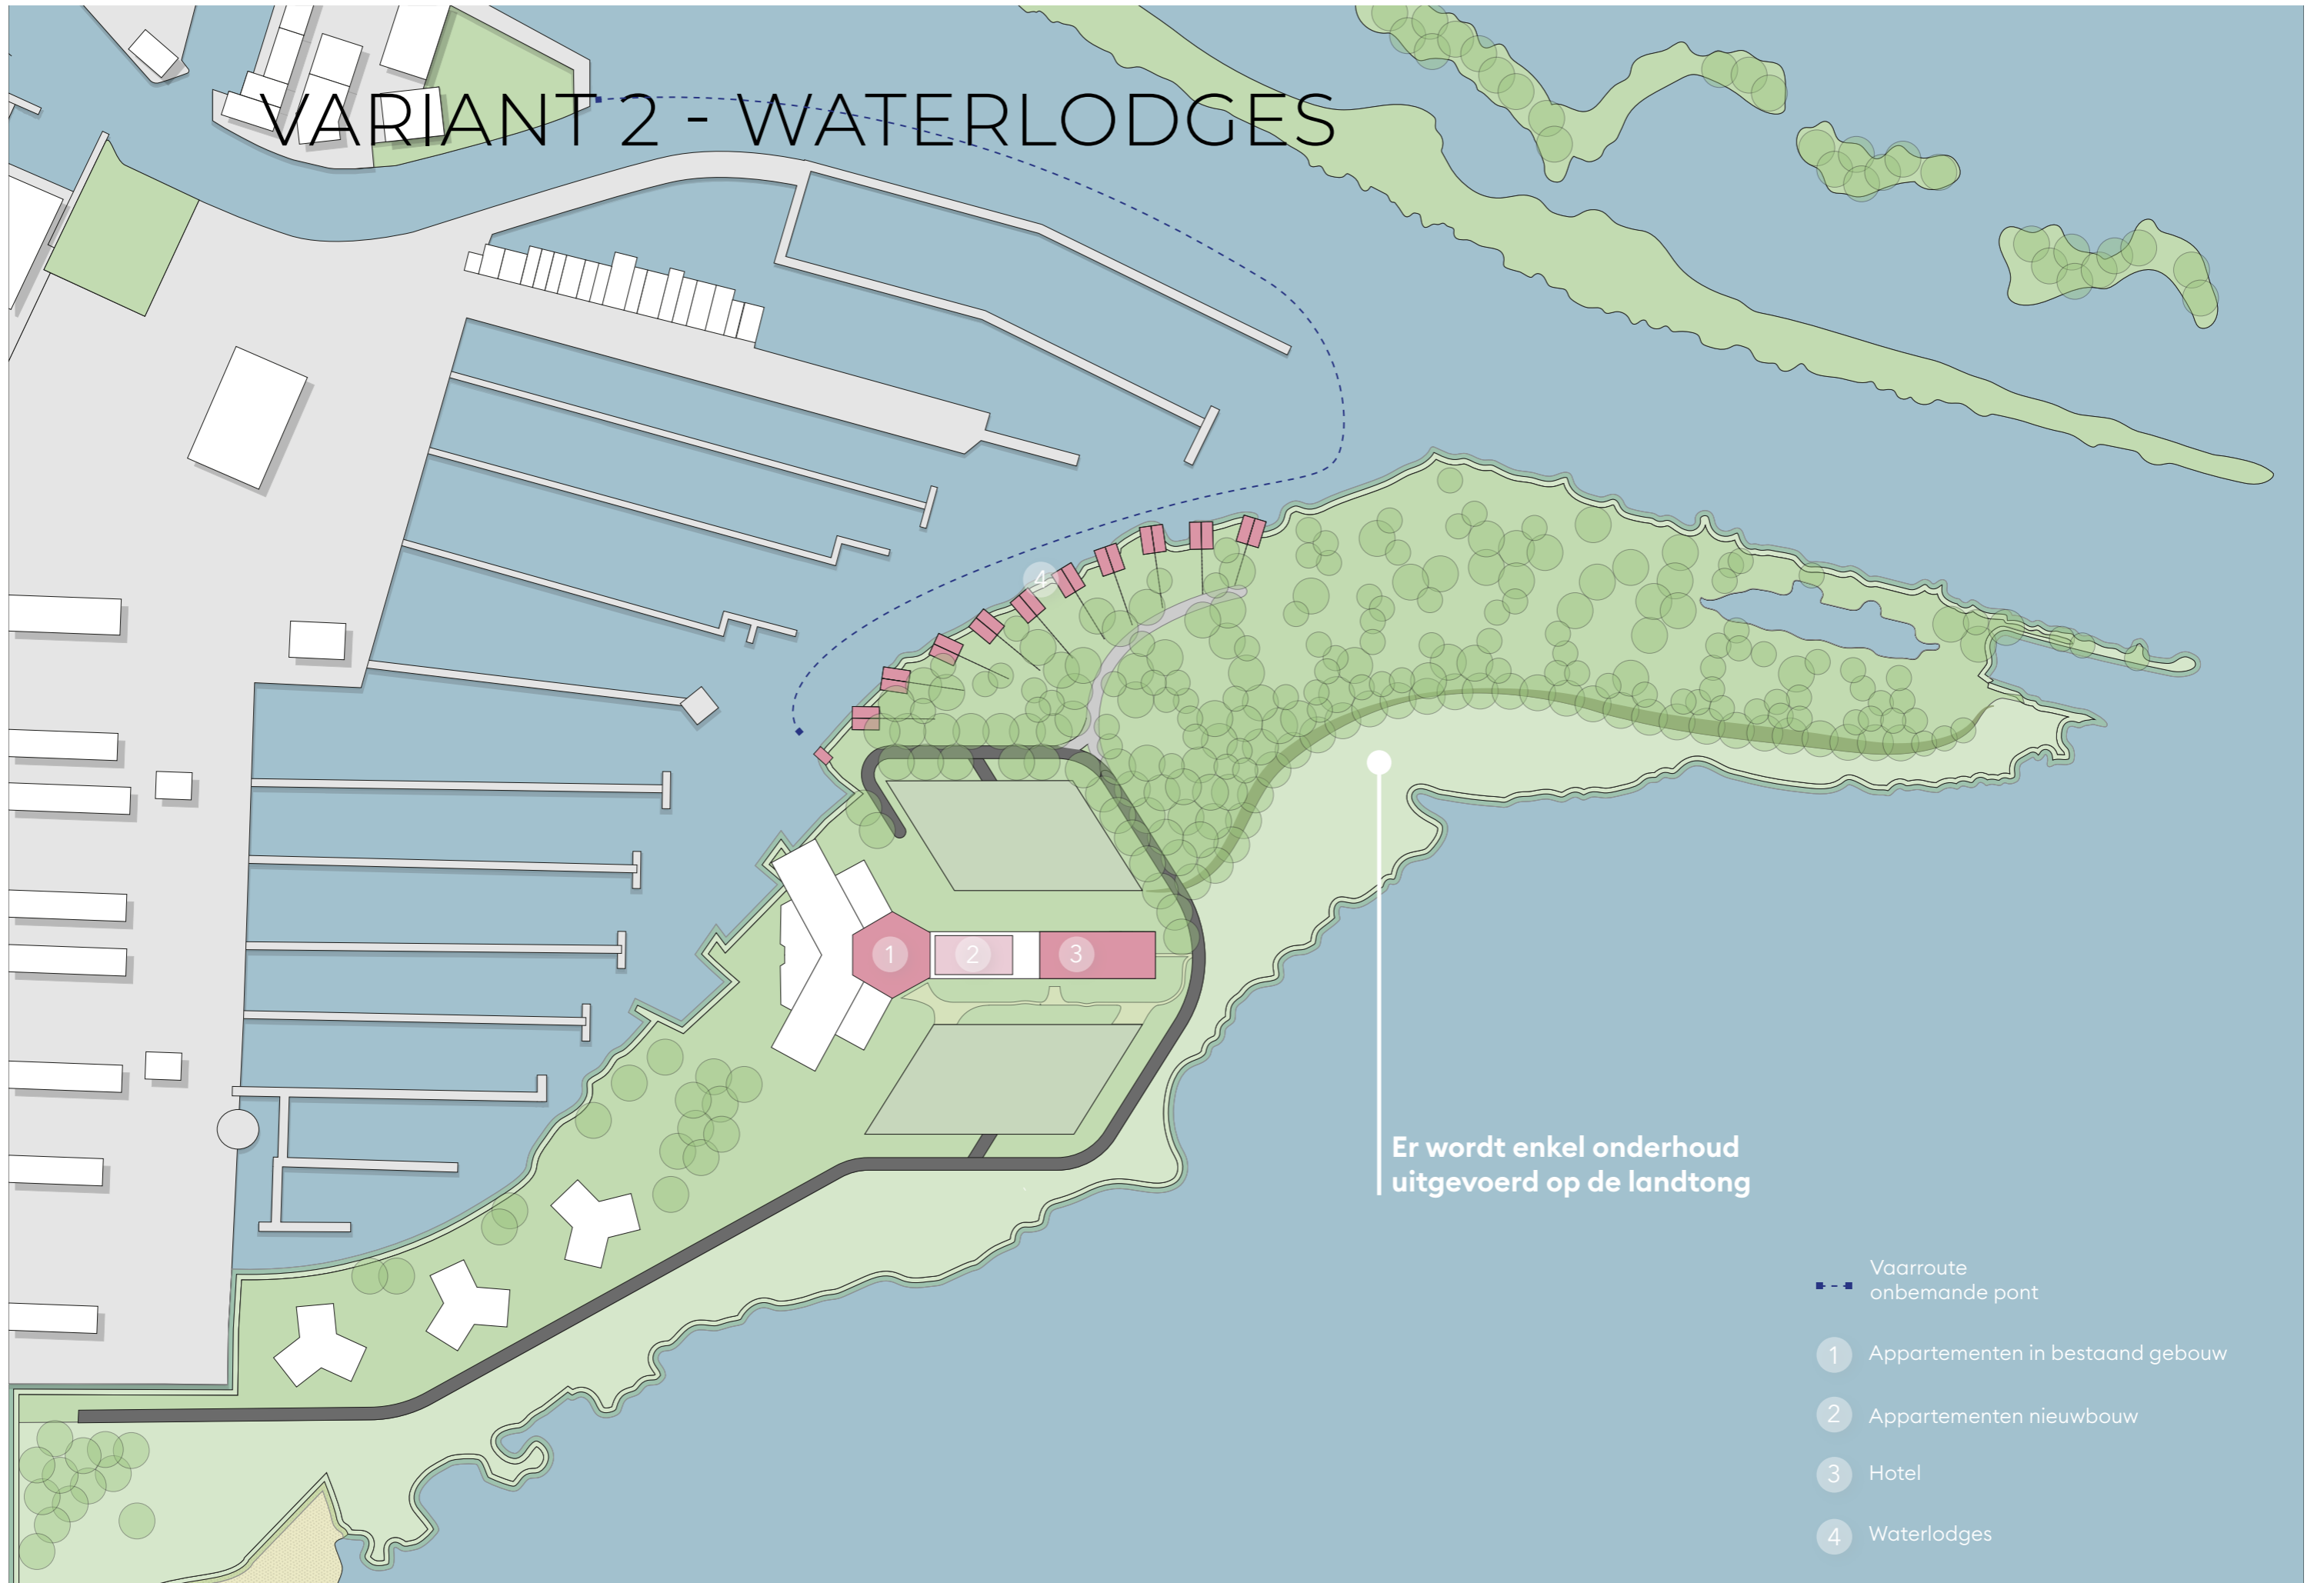 VARIANT 2 - WATERLODGES
4
1
2
3
Er wordt enkel onderhoud
uitgevoerd op de landtong
Vaarroute
onbemande pont
1 Appartementen in bestaand gebouw
2 Appartementen nieuwbouw
3 Hotel
4 Waterlodges